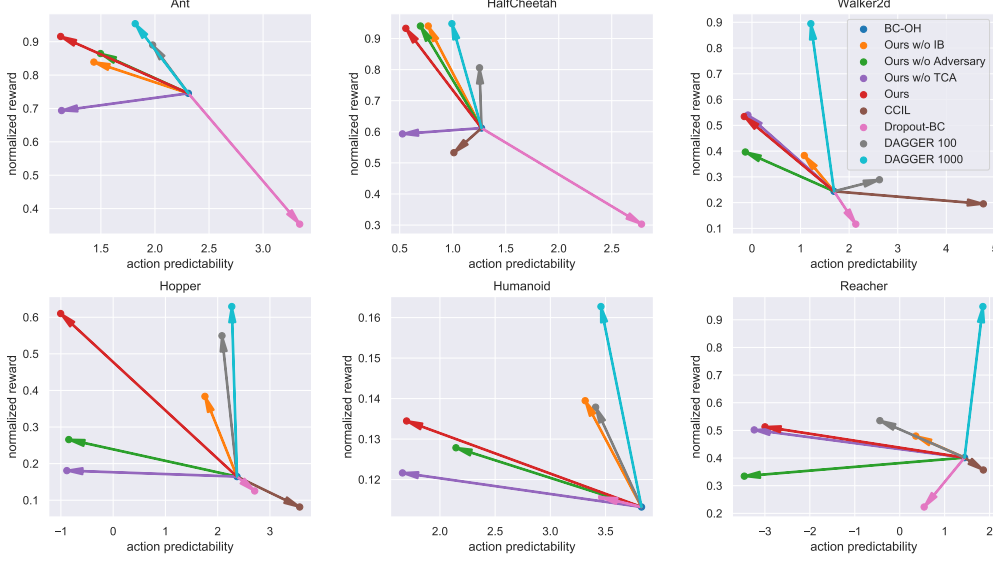 Ant
HalfCheetah
Walker2d
normalized reward
0.9
0.8
0.7
0.6
0.5
0.4
1.5
2.0
2.5
3.0
action predictability
normalized reward
0.9
0.8
0.7
0.6
0.5
0.4
0.3
0.5
1.0
1.5
2.0
2.5
action predictability
normalized reward
0.9
0.8
0.7
0.6
0.5
0.4
0.3
0.2
0.1
0
1
2
3
4
action predictability
BC-OH
Ours w/o IB
Ours w/o Adversary
Ours w/o TCA
Ours
CCIL
Dropout-BC
DAGGER 100
DAGGER 1000
Hopper
Humanoid
Reacher
normalized reward
0.6
0.5
0.4
0.3
0.2
0.1
−1
0
1
2
3
action predictability
normalized reward
0.16
0.15
0.14
0.13
0.12
2.0
2.5
3.0
3.5
action predictability
normalized reward
0.9
0.8
0.7
0.6
0.5
0.4
0.3
0.2
−3
−2
−1
0
1
2
action predictability